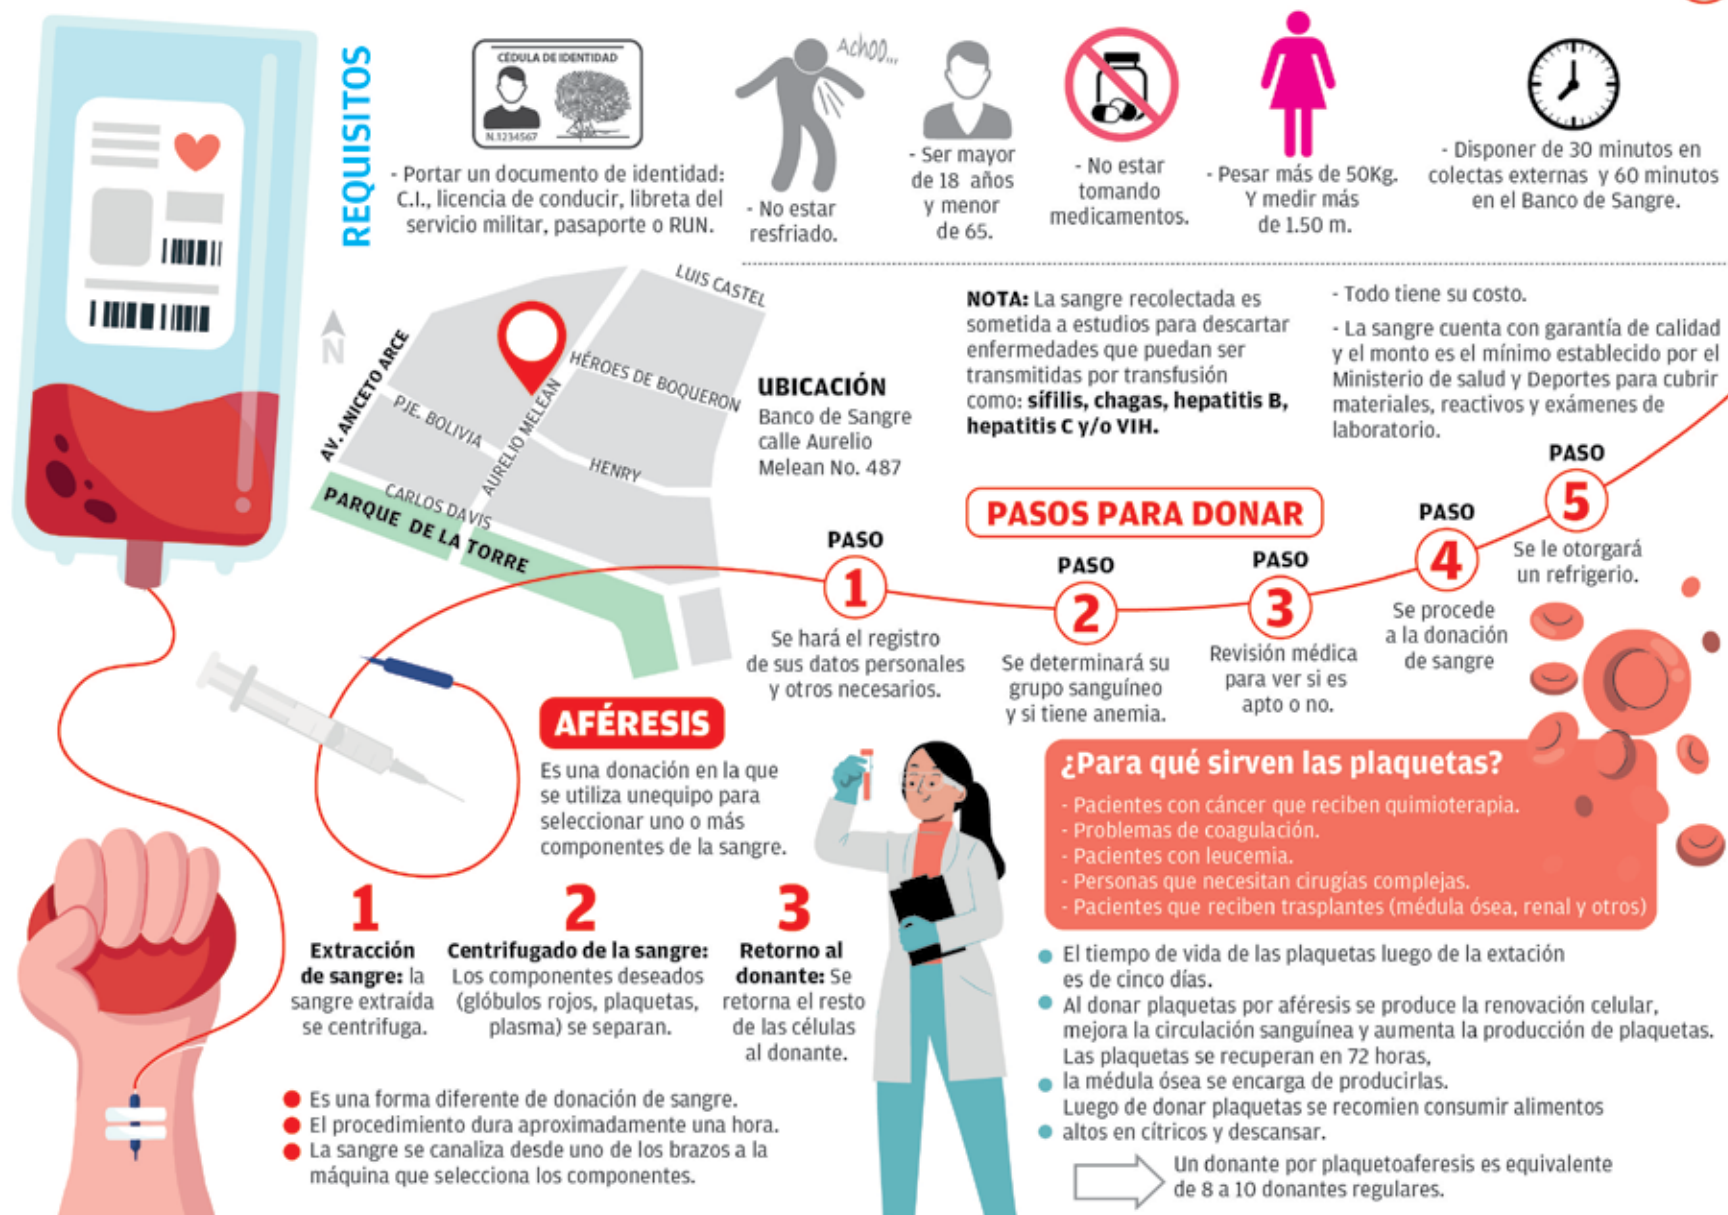 REQUISITOS
CÉDULA DE IDENTIDAD
N.1234567
- Portar un documento de identidad:
C.I., licencia de conducir, libreta del
servicio militar, pasaporte o RUN.
ACHOO...
- No estar
resfriado.
- Ser mayor
de 18 años
y menor
de 65.
- No estar
tomando
medicamentos.
- Pesar más de 50Kg.
Y medir más
de 1.50 m.
- Disponer de 30 minutos en
colectas externas y 60 minutos
en el Banco de Sangre.
N
AV. ANICETO ARCE
LUIS CASTEL
HÉROES DE BOQUERON
PJE. BOLIVIA
AURELIO MELEAN
HENRY
CARLOS DAVIS
PARQUE DE LA TORRE
UBICACIÓN
Banco de Sangre
calle Aurelio
Melean No. 487
NOTA: La sangre recolectada es
sometida a estudios para descartar
enfermedades que puedan ser
transmitidas por transfusión
como: sífilis, chagas, hepatitis B,
hepatitis C y/o VIH.
- Todo tiene su costo.
- La sangre cuenta con garantía de calidad
y el monto es el mínimo establecido por el
Ministerio de salud y Deportes para cubrir
materiales, reactivos y exámenes de
laboratorio.
PASOS PARA DONAR
PASO
1
Se hará el registro
de sus datos personales
y otros necesarios.
PASO
2
Se determinará su
grupo sanguíneo
y si tiene anemia.
PASO
3
Revisión médica
para ver si es
apto o no.
PASO
4
Se procede
a la donación
de sangre
PASO
5
Se le otorgará
un refrigerio.
AFÉRESIS
Es una donación en la que
se utiliza unequipo para
seleccionar uno o más
componentes de la sangre.
1
Extracción
de sangre: la
sangre extraída
se centrifuga.
2
Centrifugado de la sangre:
Los componentes deseados
(glóbulos rojos, plaquetas,
plasma) se separan.
3
Retorno al
donante: Se
retorna el resto
de las células
al donante.
Es una forma diferente de donación de sangre.
El procedimiento dura aproximadamente una hora.
La sangre se canaliza desde uno de los brazos a la
máquina que selecciona los componentes.
¿Para qué sirven las plaquetas?
- Pacientes con cáncer que reciben quimioterapia.
- Problemas de coagulación.
- Pacientes con leucemia.
- Personas que necesitan cirugías complejas.
- Pacientes que reciben trasplantes (médula ósea, renal y otros)
El tiempo de vida de las plaquetas luego de la extación
es de cinco días.
Al donar plaquetas por aféresis se produce la renovación celular,
mejora la circulación sanguínea y aumenta la producción de plaquetas.
Las plaquetas se recuperan en 72 horas,
la médula ósea se encarga de producirlas.
Luego de donar plaquetas se recomien consumir alimentos
altos en cítricos y descansar.
Un donante por plaquetoaferesis es equivalente
de 8 a 10 donantes regulares.